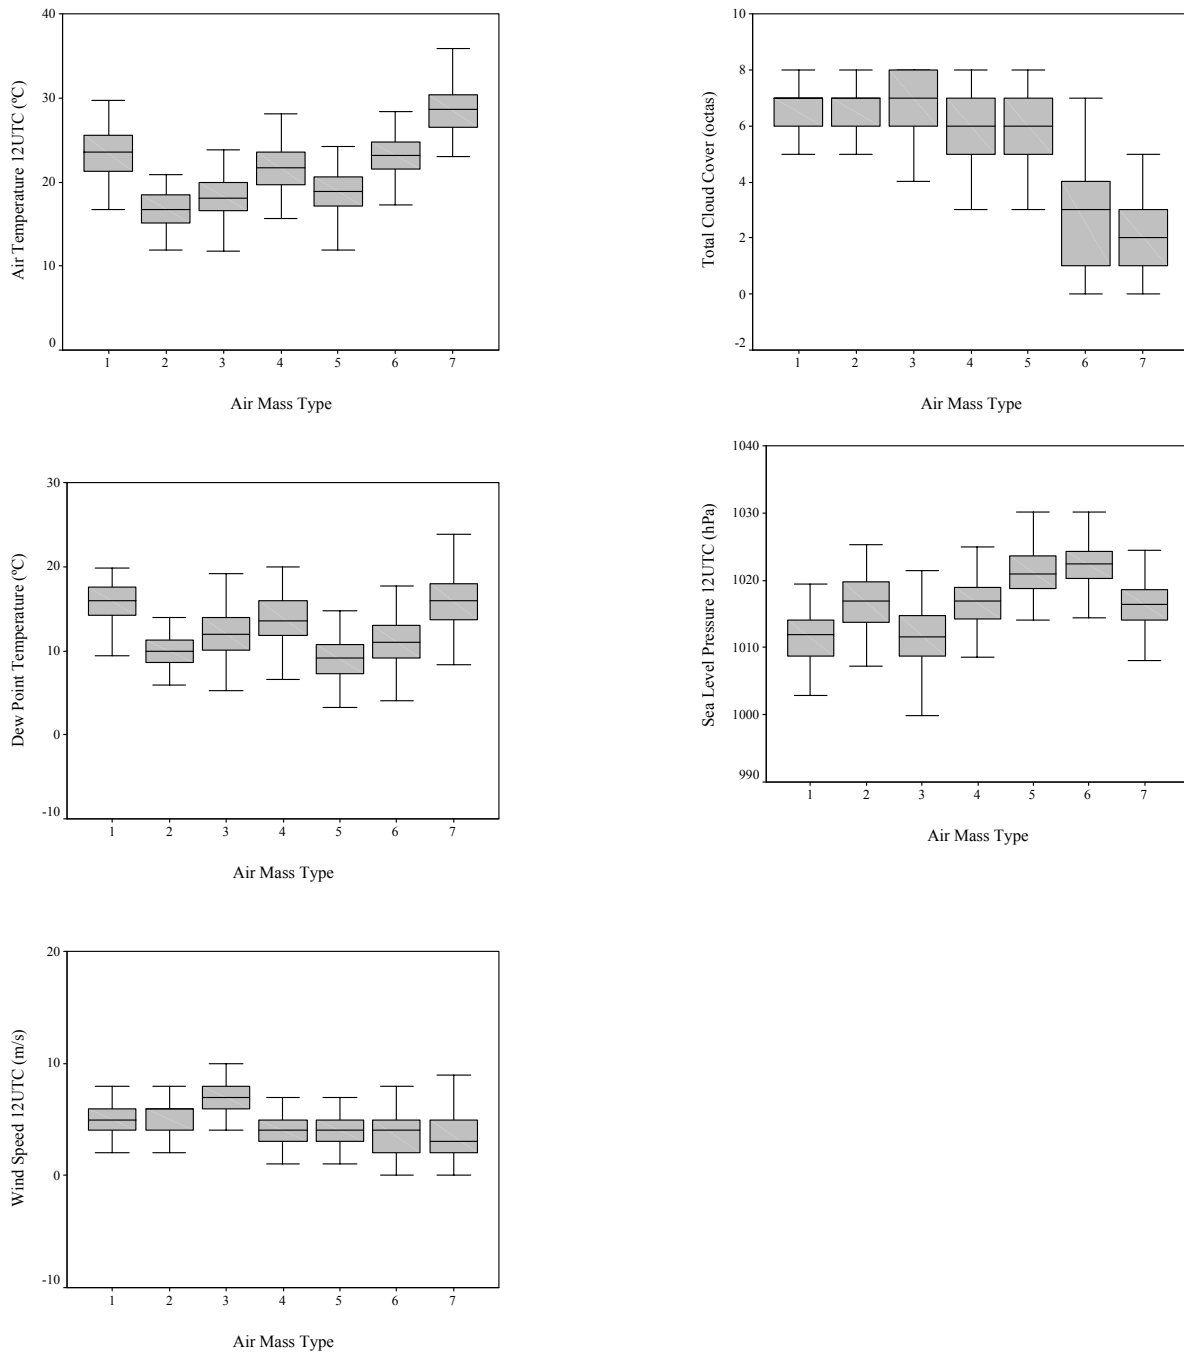 Air Temperature 12UTC (ºC)
40
30
20
10
0
1 2 3 4 5 6 7
Air Mass Type
Total Cloud Cover (octas)
10
8
6
4
2
0
-2
1 2 3 4 5 6 7
Air Mass Type
Dew Point Temperature (ºC)
30
20
10
0
-10
1 2 3 4 5 6 7
Air Mass Type
Sea Level Pressure 12UTC (hPa)
1040
1030
1020
1010
1000
990
1 2 3 4 5 6 7
Air Mass Type
Wind Speed 12UTC (m/s)
20
10
0
-10
1 2 3 4 5 6 7
Air Mass Type